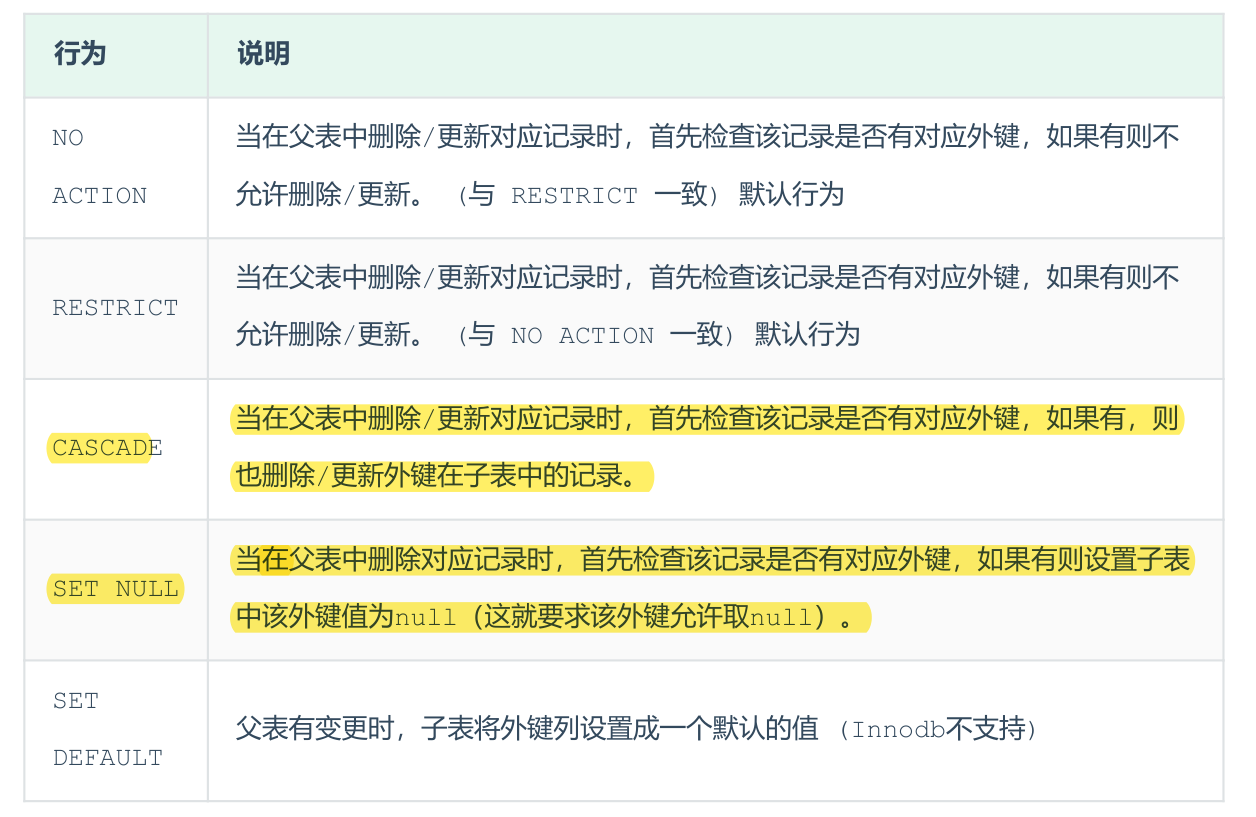 行为 说明
NO
ACTION
当在父表中删除/更新对应记录时，首先检查该记录是否有对应外键，如果有则不
允许删除/更新。 （与 RESTRICT 一致） 默认行为
RESTRICT
当在父表中删除/更新对应记录时，首先检查该记录是否有对应外键，如果有则不
允许删除/更新。 （与 NO ACTION 一致） 默认行为
CASCADE
当在父表中删除/更新对应记录时，首先检查该记录是否有对应外键，如果有，则
也删除/更新外键在子表中的记录。
SET NULL
当在父表中删除对应记录时，首先检查该记录是否有对应外键，如果有则设置子表
中该外键值为null（这就要求该外键允许取null）。
SET
DEFAULT
父表有变更时，子表将外键列设置成一个默认的值 （Innodb不支持）